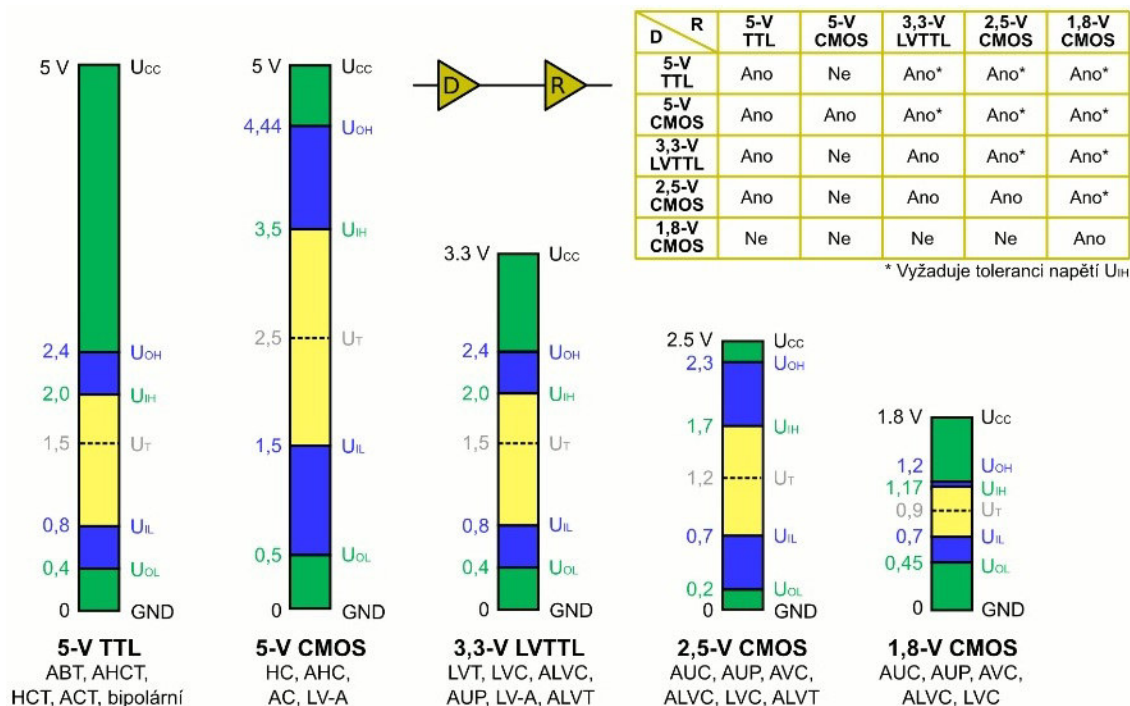 D R 5-V TTL 5-V CMOS 3,3-V LVTTL 2,5-V CMOS 1,8-V CMOS
5-V TTL Ano Ne Ano* Ano* Ano*
5-V CMOS Ano Ano Ano* Ano* Ano*
3,3-V LVTTL Ano Ne Ano Ano* Ano*
2,5-V CMOS Ano Ne Ano Ano Ano*
1,8-V CMOS Ne Ne Ne Ne Ano
* Vyžaduje toleranci napětí UIH
D R
5 V UCC
2,4 UOH
2,0 UIH
1,5 UT
0,8 UIL
0,4 UOL
0 GND
5-V TTL
ABT, AHCT,
HCT, ACT, bipolární
5 V UCC
4,44 UOH
3,5 UIH
2,5 UT
1,5 UIL
0,5 UOL
0 GND
5-V CMOS
HC, AHC,
AC, LV-A
3.3 V UCC
2,4 UOH
2,0 UIH
1,5 UT
0,8 UIL
0,4 UOL
0 GND
3,3-V LVTTL
LVT, LVC, ALVC,
AUP, LV-A, ALVT
2.5 V UCC
2,3 UOH
1,7 UIH
1,2 UT
0,7 UIL
0,2 UOL
0 GND
2,5-V CMOS
AUC, AUP, AVC,
ALVC, LVC, ALVT
1.8 V UCC
1,2 UOH
1,17 UIH
0,9 UT
0,7 UIL
0,45 UOL
0 GND
1,8-V CMOS
AUC, AUP, AVC,
ALVC, LVC